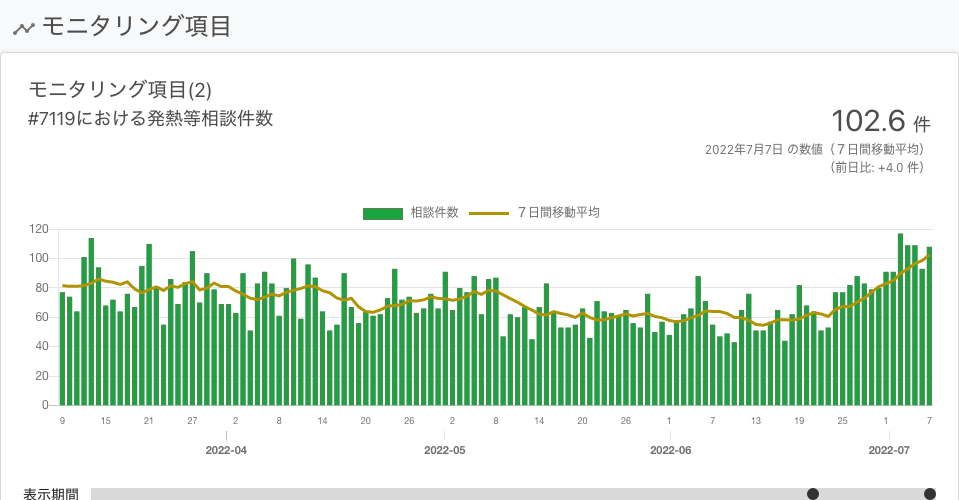 モニタリング項目
モニタリング項目(2)
#7119における発熱等相談件数
102.6 件
2022年7月7日 の数値（７日間移動平均）
（前日比: +4.0 件）
相談件数 ７日間移動平均
120
100
80
60
40
20
0
9 15 21 27 2 8 14 20 26 2 8 14 20 26 1 7 13 19 25 1 7
2022-04 2022-05 2022-06 2022-07
表示期間